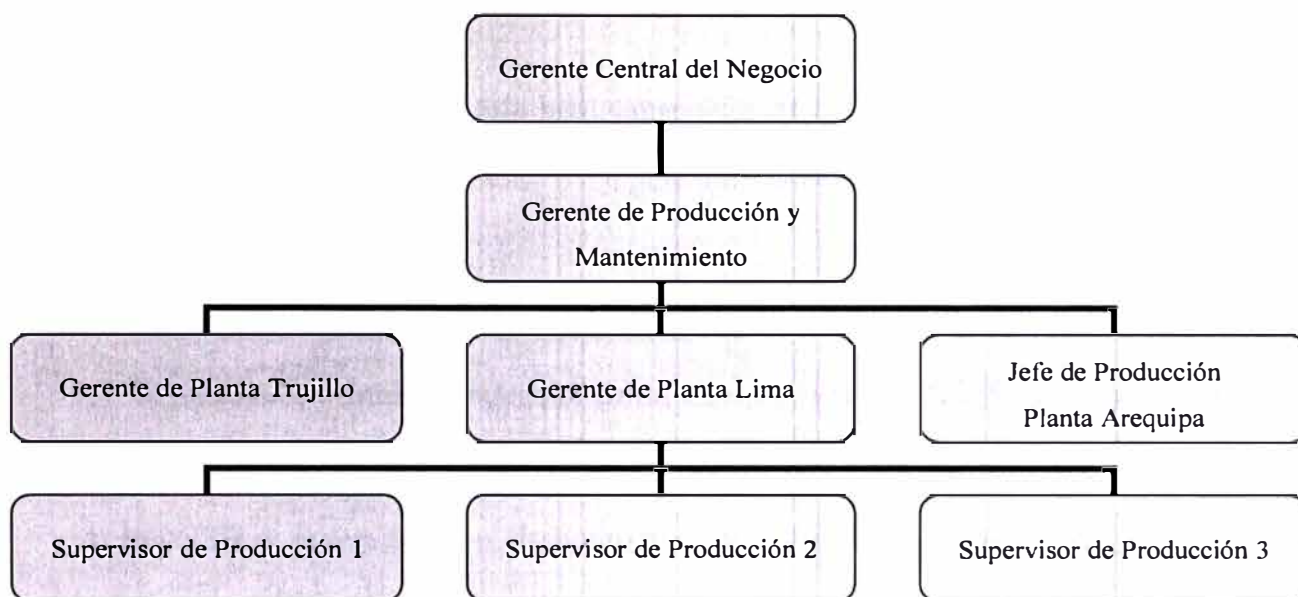 Gerente Central del Negocio
Gerente de Producción y
Mantenimiento
Gerente de Planta Trujillo
Gerente de Planta Lima
Jefe de Producción
Planta Arequipa
Supervisor de Producción 1
Supervisor de Producción 2
Supervisor de Producción 3